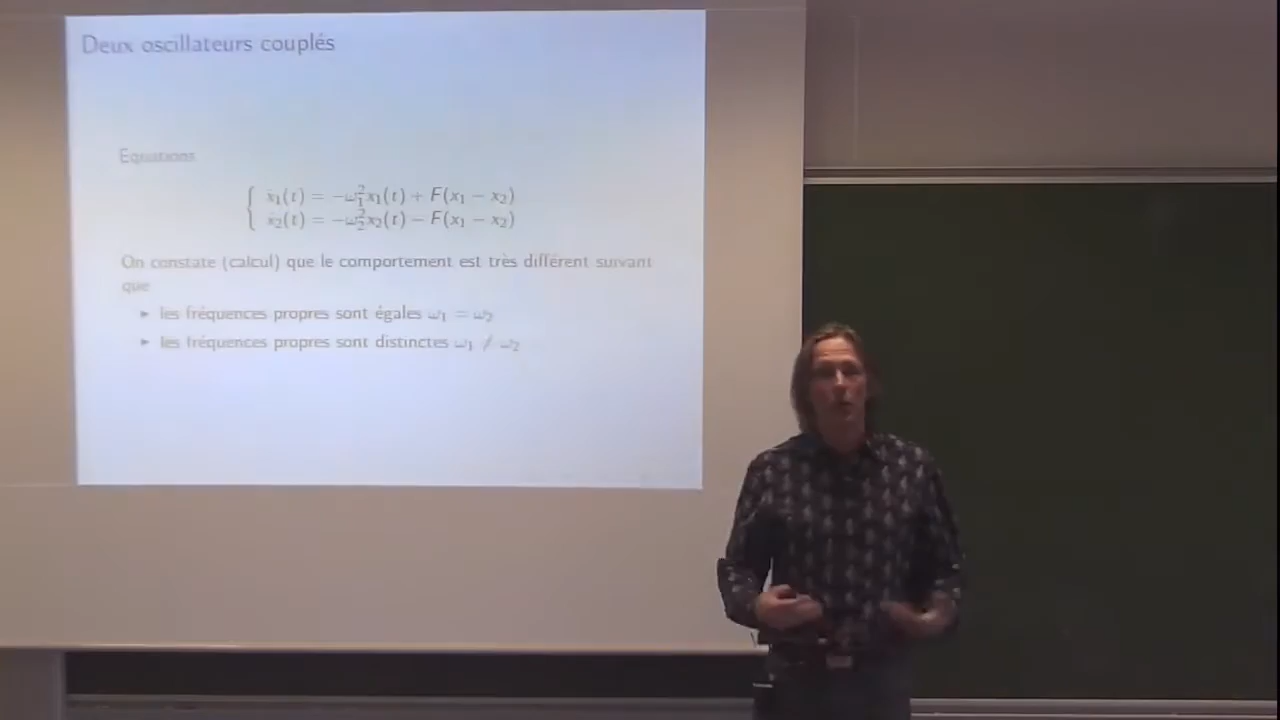 Deux oscillateurs couplés
Equations
ẍ₁(t) = −ω₁²x₁(t) + F(x₁ − x₂)
ẍ₂(t) = −ω₂²x₂(t) − F(x₁ − x₂)
On constate (calcul) que le comportement est très différent suivant
que
▸ les fréquences propres sont égales ω₁ = ω₂
▸ les fréquences propres sont distinctes ω₁ ≠ ω₂